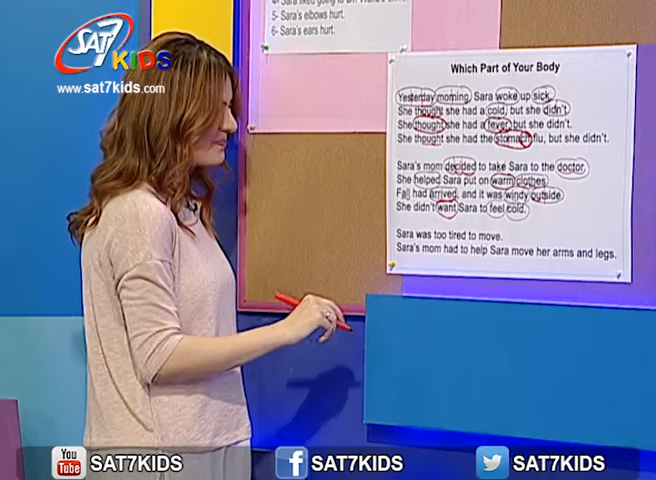 5- Sara's elbows hurt.
6- Sara's ears hurt.
SAT7
KIDS
www.sat7kids.com
Which Part of Your Body
Yesterday morning Sara woke up sick.
She thought she had a cold, but she didn't
She thought she had a fever, but she didn't.
She thought she had the stomach flu, but she didn't.
Sara's mom decided to take Sara to the doctor.
She helped Sara put on warm clothes.
Fall had arrived, and it was windy outside.
She didn't want Sara to feel cold.
Sara was too tired to move.
Sara's mom had to help Sara move her arms and legs.
You Tube SAT7KIDS
f SAT7KIDS
SAT7KIDS